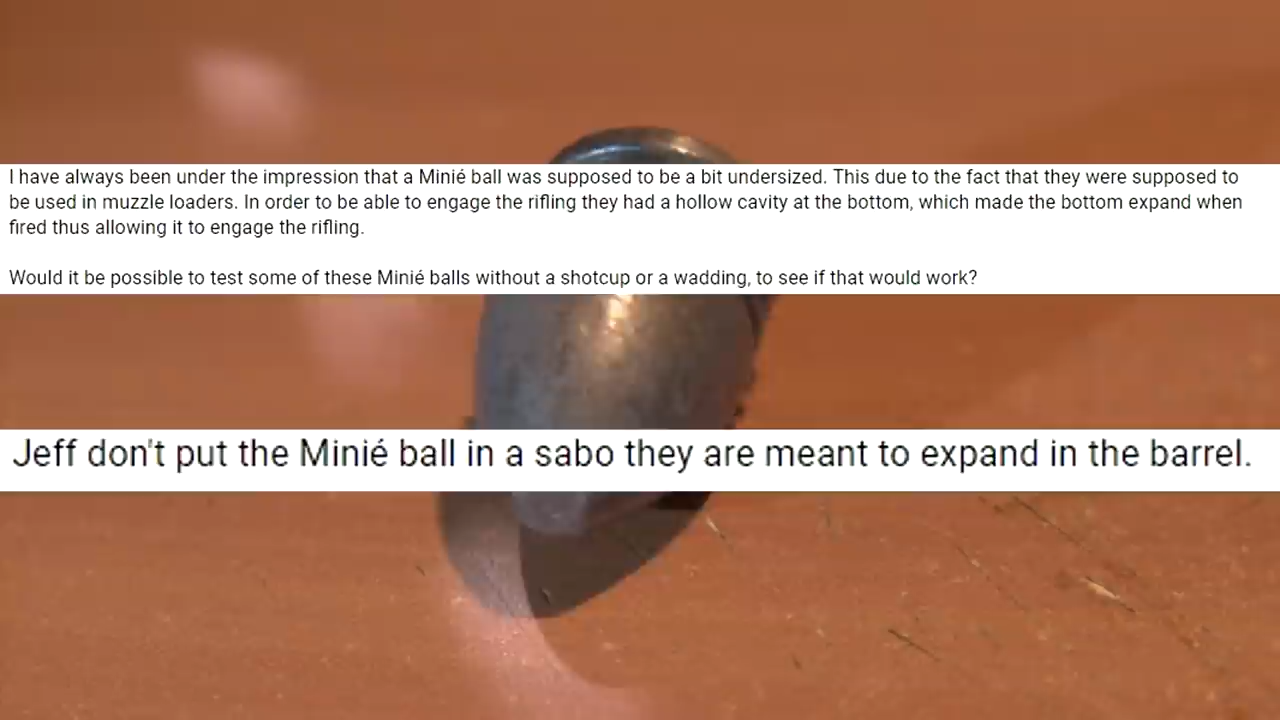 I have always been under the impression that a Minié ball was supposed to be a bit undersized. This due to the fact that they were supposed to
be used in muzzle loaders. In order to be able to engage the rifling they had a hollow cavity at the bottom, which made the bottom expand when
fired thus allowing it to engage the rifling.
Would it be possible to test some of these Minié balls without a shotcup or a wadding, to see if that would work?
Jeff don't put the Minié ball in a sabo they are meant to expand in the barrel.